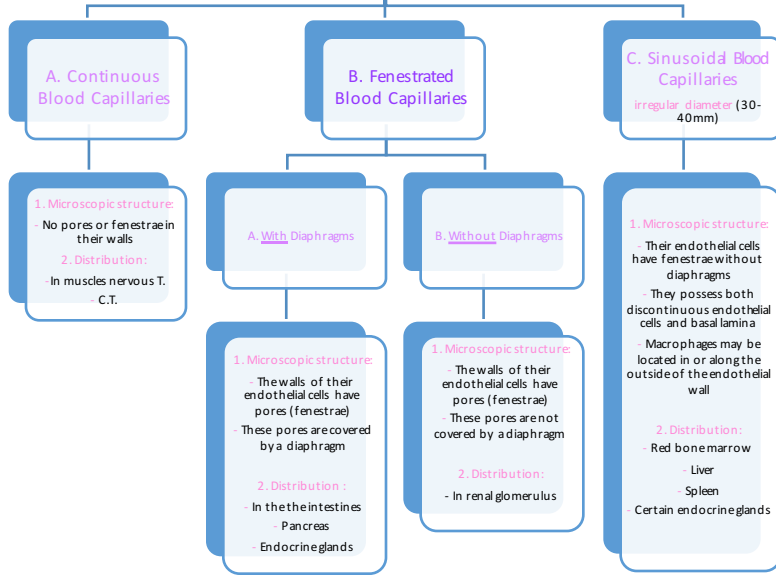 A. Continuous
Blood Capillaries
B. Fenestrated
Blood Capillaries
C. Sinusoidal Blood
Capillaries
irregular diameter (30-
40mm)
1. Microscopic structure:
- No pores or fenestrae in
their walls
2. Distribution:
- In muscles nervous T.
- C.T.
A. With Diaphragms
B. Without Diaphragms
1. Microscopic structure:
- The walls of their
endothelial cells have
pores (fenestrae)
- These pores are covered
by a diaphragm
2. Distribution :
- In the the intestines
- Pancreas
- Endocrine glands
1. Microscopic structure:
- The walls of their
endothelial cells have
pores (fenestrae)
- These pores are not
covered by a diaphragm
2. Distribution:
- In renal glomerulus
1. Microscopic structure:
- Their endothelial cells
have fenestrae without
diaphragms
- They possess both
discontinuous endothelial
cells and basal lamina
- Macrophages may be
located in or along the
outside of the endothelial
wall
2. Distribution:
- Red bone marrow
- Liver
- Spleen
- Certain endocrine glands